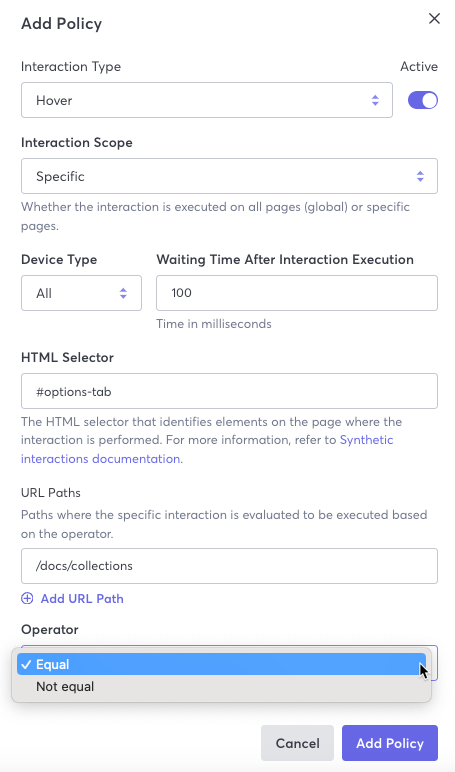 Add Policy
Interaction Type
Active
Hover
Interaction Scope
Specific
Whether the interaction is executed on all pages (global) or specific
pages.
Device Type
Waiting Time After Interaction Execution
All
100
Time in milliseconds
HTML Selector
#options-tab
The HTML selector that identifies elements on the page where the
interaction is performed. For more information, refer to Synthetic
interactions documentation.
URL Paths
Paths where the specific interaction is evaluated to be executed based
on the operator.
/docs/collections
Add URL Path
Operator
Equal
Not equal
Cancel
Add Policy